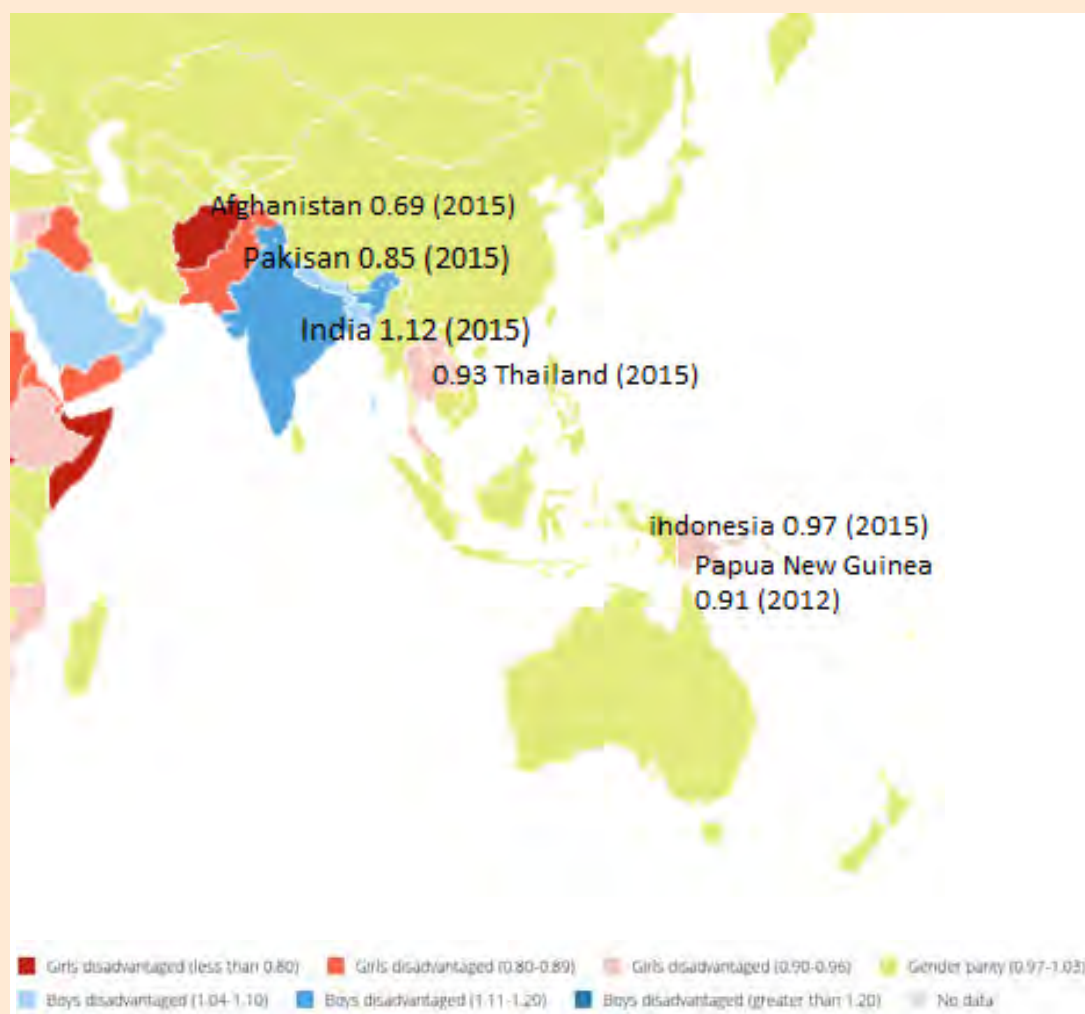 Afghanistan 0.69 (2015)
Pakisan 0.85 (2015)
India 1.12 (2015)
0.93 Thailand (2015)
indonesia 0.97 (2015)
Papua New Guinea
0.91 (2012)
Girls disadvantaged (less than 0.80) Girls disadvantaged (0.80-0.89) Girls disadvantaged (0.90-0.96) Gender parity (0.97-1.03)
Boys disadvantaged (1.04-1.10) Boys disadvantaged (1.11-1.20) Boys disadvantaged (greater than 1.20) No data